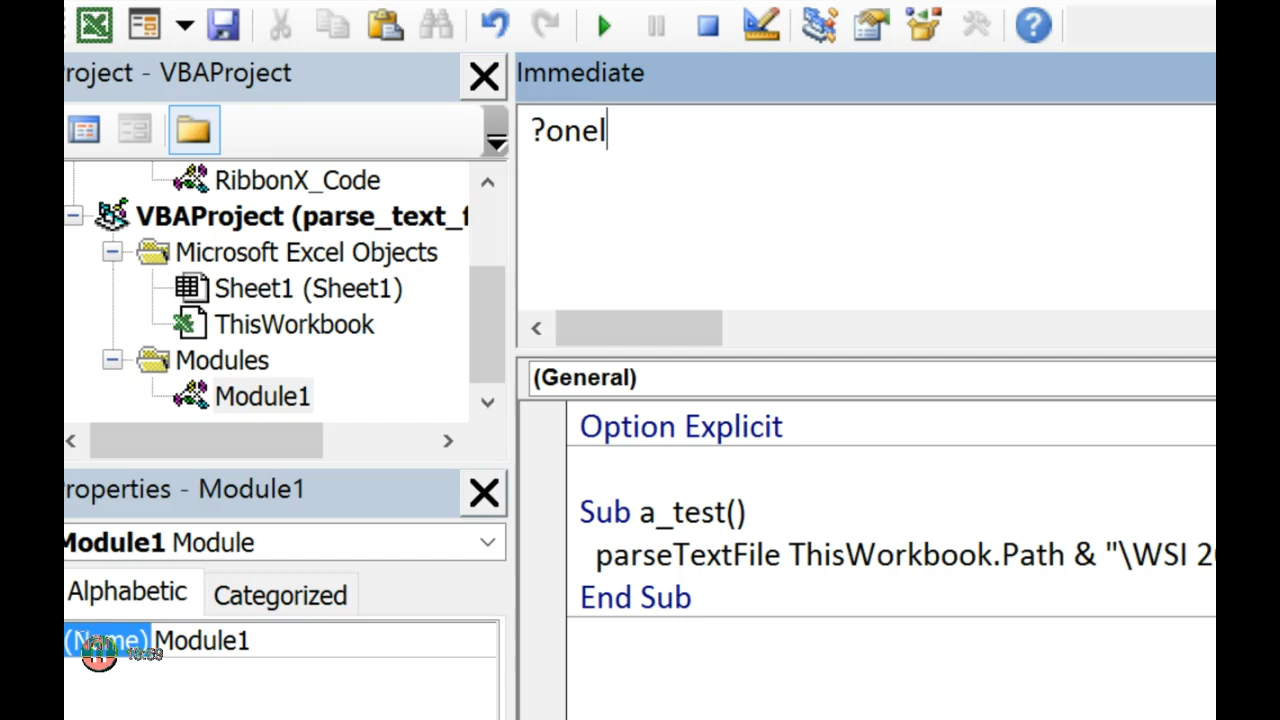 roject - VBAProject
RibbonX_Code
VBAProject (parse_text_f
Microsoft Excel Objects
Sheet1 (Sheet1)
ThisWorkbook
Modules
Module1
roperties - Module1
Module1 Module
Alphabetic
Categorized
(Name) Module1
Immediate
?onel
(General)
Option Explicit
Sub a_test()
parseTextFile ThisWorkbook.Path & "\WSI 20
End Sub